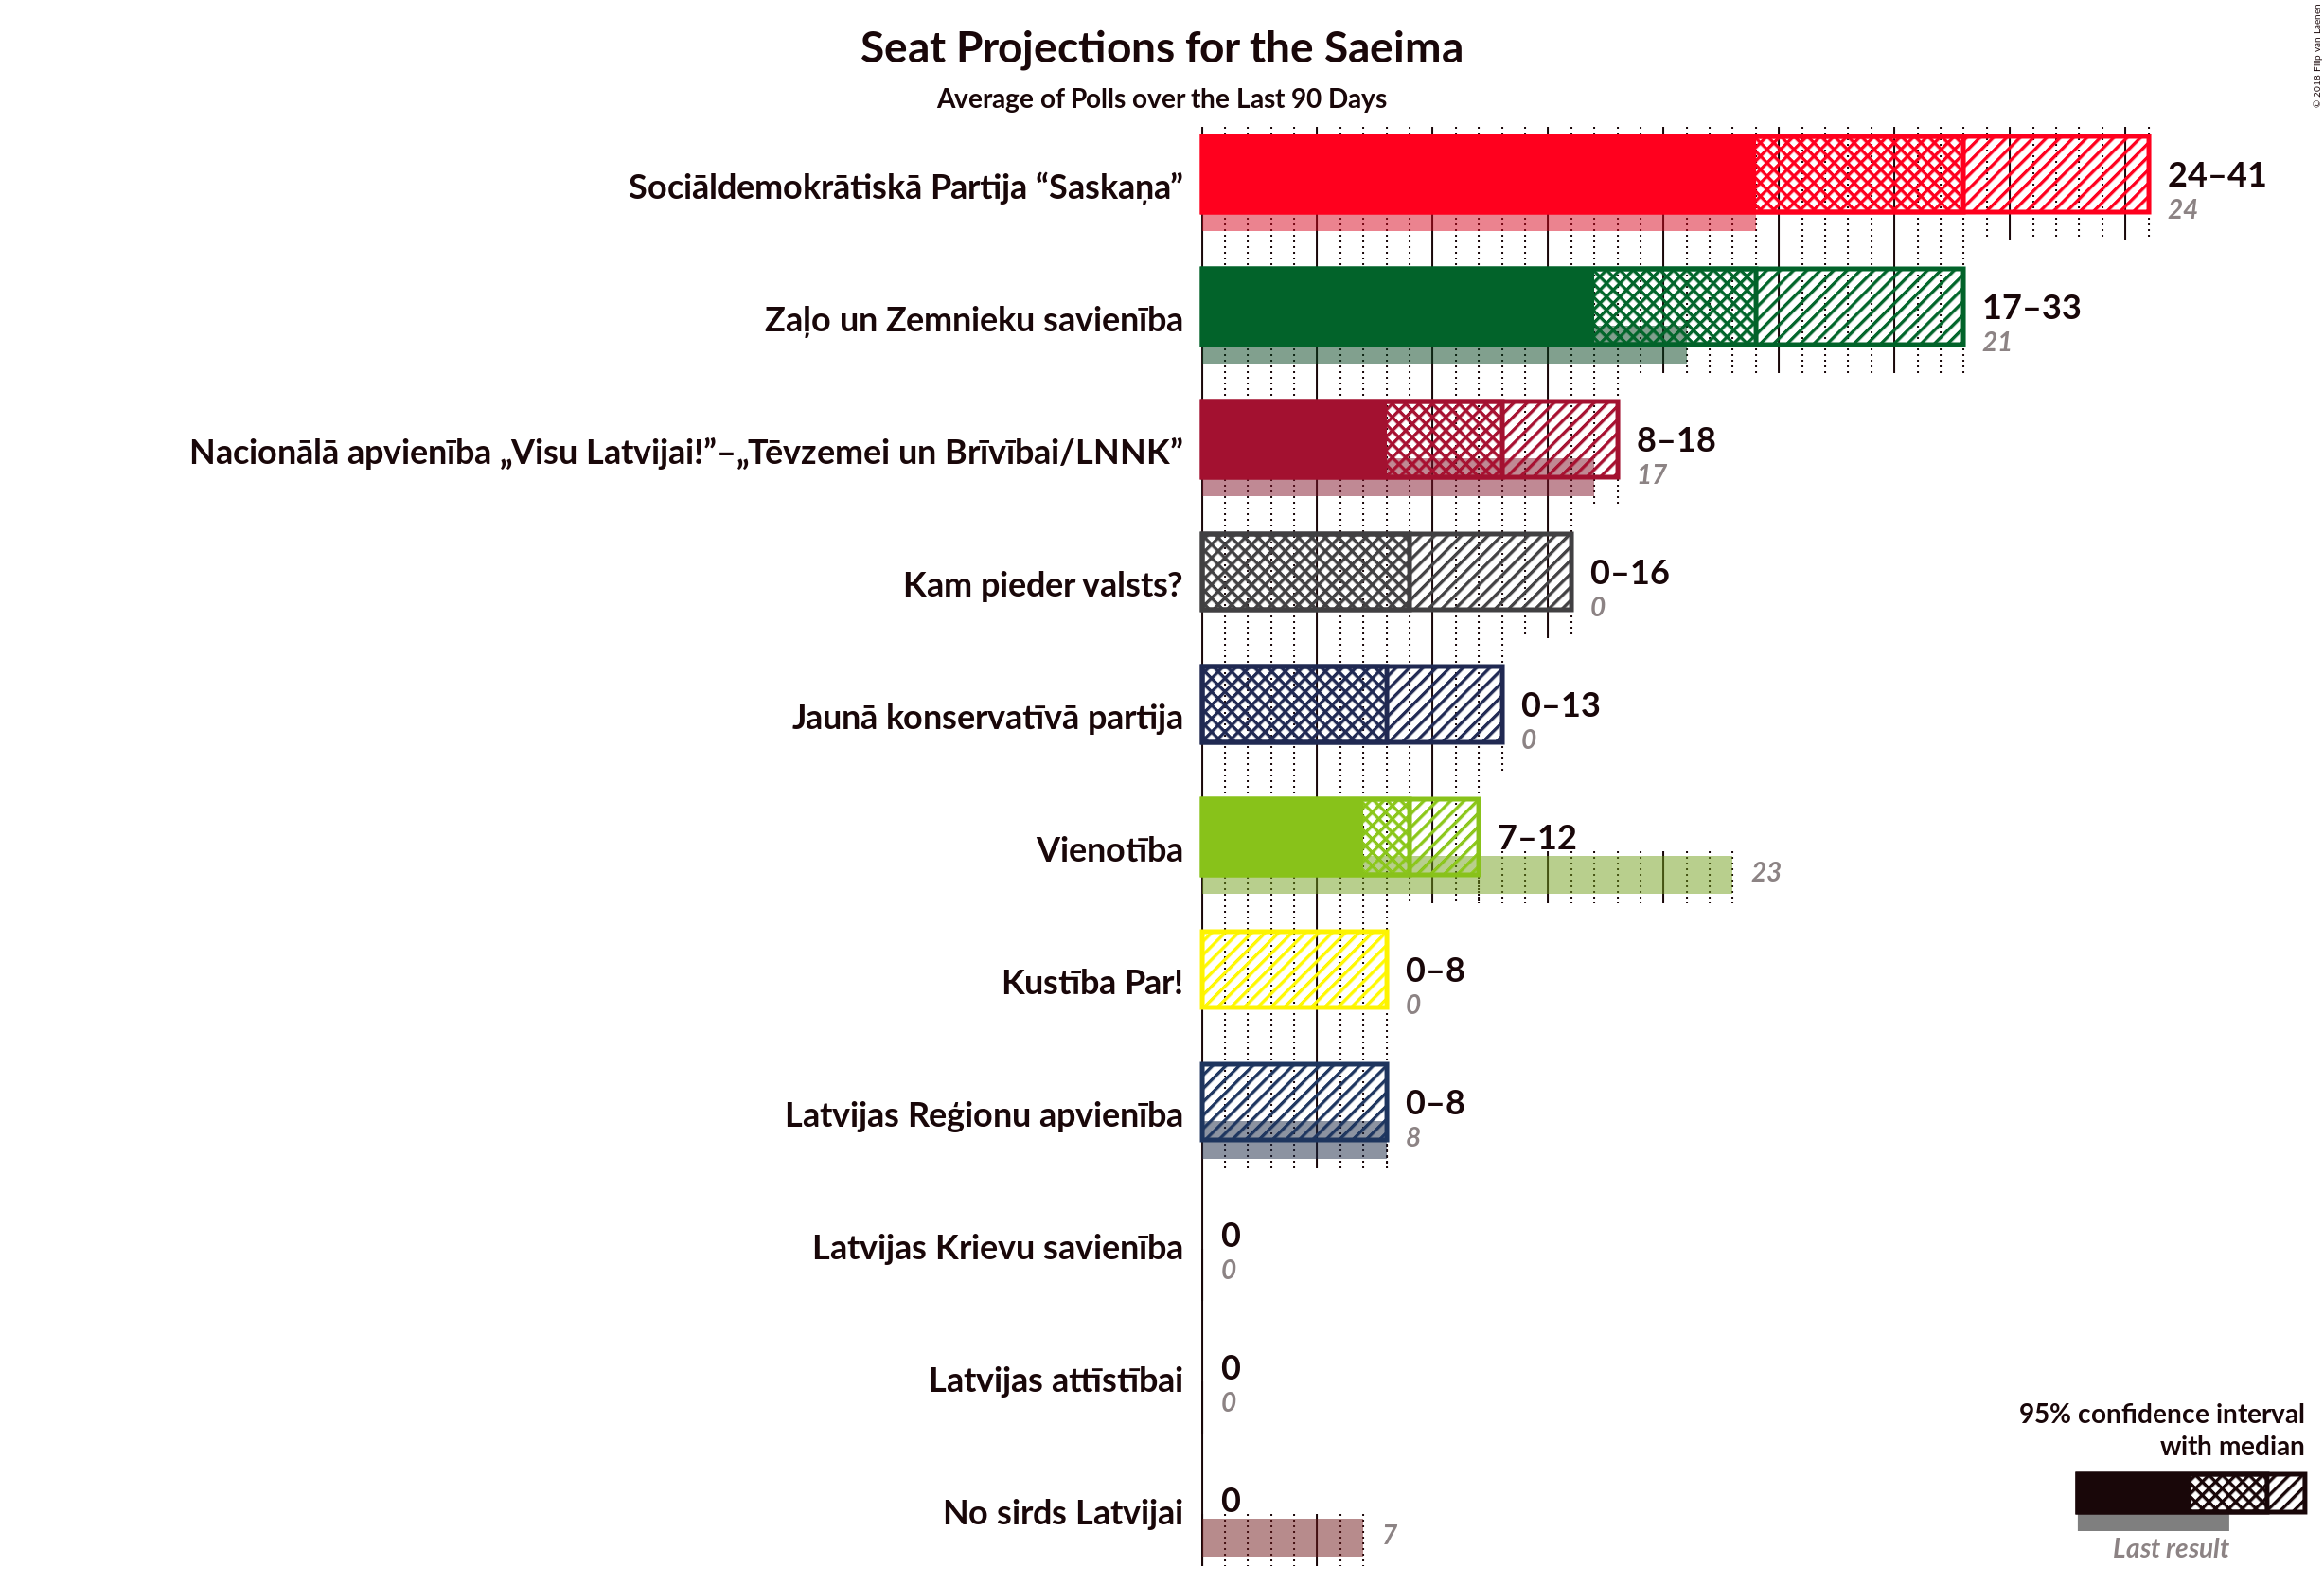 Seat Projections for the Saeima
Average of Polls over the Last 90 Days
© 2018 Filip van Laenen
Sociāldemokrātiskā Partija “Saskaņa”
24–41
24
Zaļo un Zemnieku savienība
17–33
21
Nacionālā apvienība „Visu Latvijai!”–„Tēvzemei un Brīvībai/LNNK”
8–18
17
Kam pieder valsts?
0–16
0
Jaunā konservatīvā partija
0–13
0
Vienotība
7–12
23
Kustība Par!
0–8
0
Latvijas Reģionu apvienība
0–8
8
Latvijas Krievu savienība
0
0
Latvijas attīstībai
0
0
No sirds Latvijai
0
7
95% confidence interval
with median
Last result